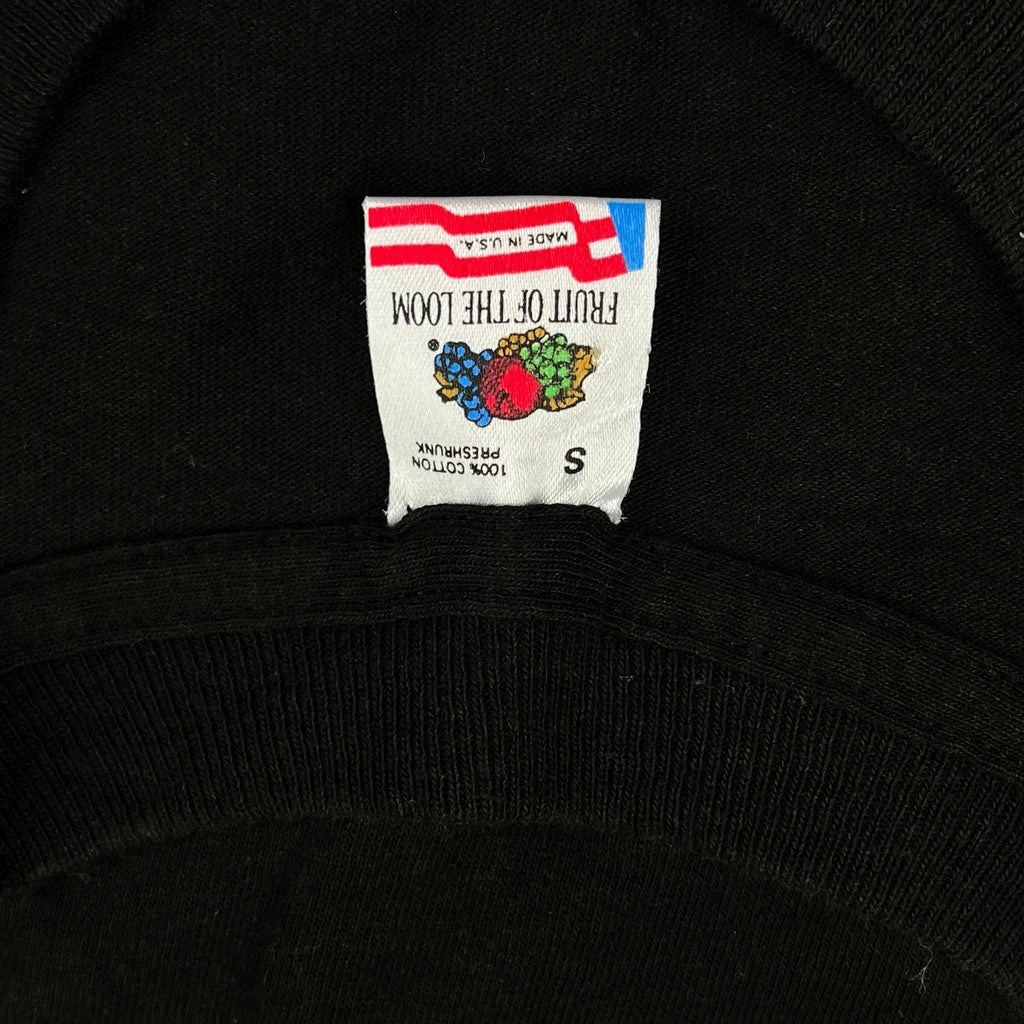 S
100% COTTON
PRESHRUNK
®
FRUIT OF THE LOOM
MADE IN U.S.A.